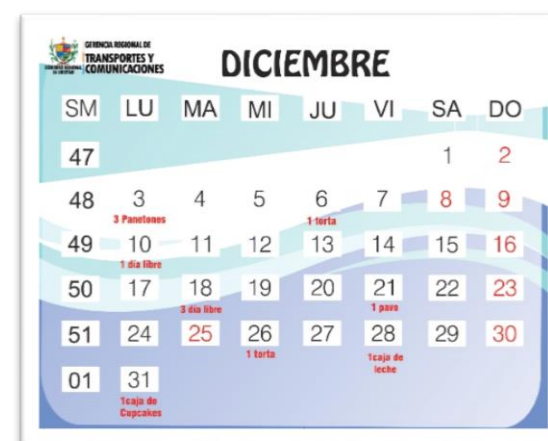 GERENCIA REGIONAL DE
TRANSPORTES Y
COMUNICACIONES
DICIEMBRE
SM LU MA MI JU VI SA DO
47 1 2
48 3 4 5 6 7 8 9
3 Panetones 1 torta
49 10 11 12 13 14 15 16
1 dia libre
50 17 18 19 20 21 22 23
3 dia libre 1 pavo
51 24 25 26 27 28 29 30
1 torta 1caja de
leche
01 31
1caja de
Cupcakes